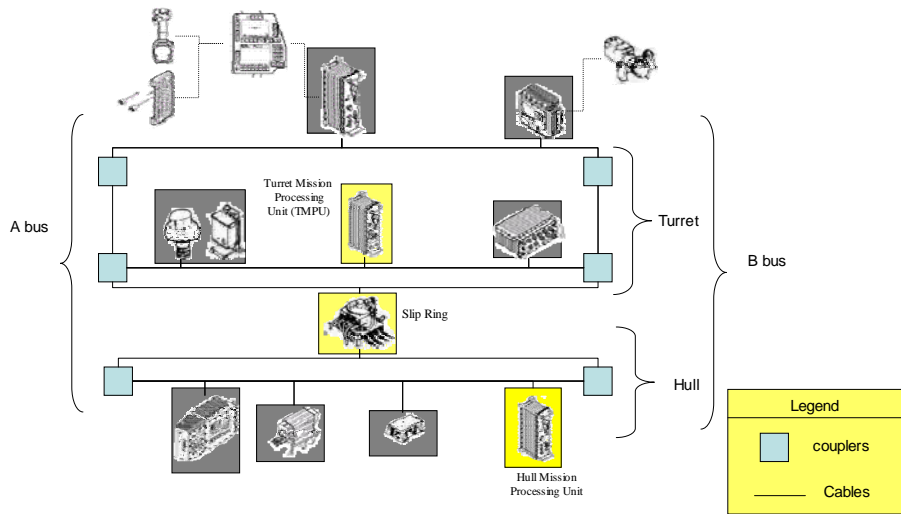 Turret Mission
Processing
Unit (TMPU)
A bus
Turret
B bus
Slip Ring
Hull
Legend
couplers
Cables
Hull Mission
Processing Unit